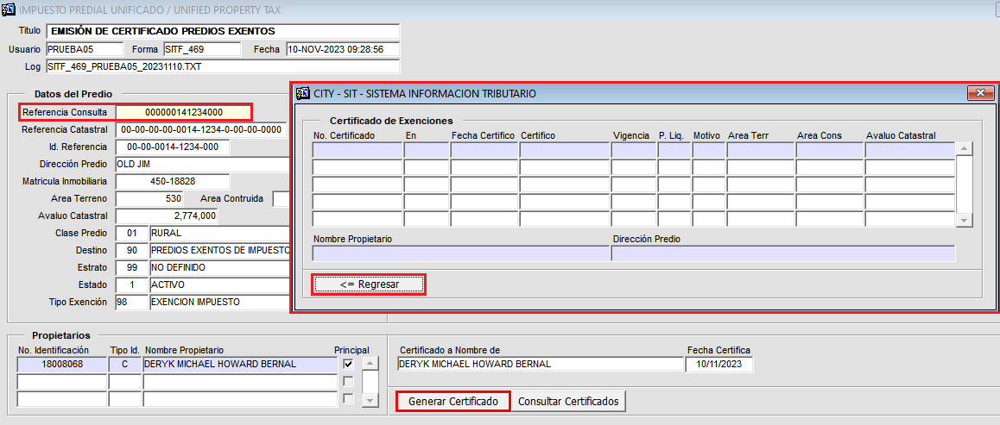 IMPUESTO PREDIAL UNIFICADO / UNIFIED PROPERTY TAX
Titulo EMISIÓN DE CERTIFICADO PREDIOS EXENTOS
Usuario PRUEBA05 Forma SITF_469 Fecha 10-NOV-2023 09:28:56
Log SITF_469_PRUEBA05_20231110.TXT
Datos del Predio
Referencia Consulta 000000141234000
Referencia Catastral 00-00-00-00-0014-1234-0-00-00-0000
Id. Referencia 00-00-0014-1234-000
Dirección Predio OLD JIM
Matricula Inmobiliaria 450-18828
Area Terreno 530 Area Contruida
Avaluo Catastral 2,774,000
Clase Predio 01 RURAL
Destino 90 PREDIOS EXENTOS DE IMPUESTO
Estrato 99 NO DEFINIDO
Estado 1 ACTIVO
Tipo Exención 98 EXENCION IMPUESTO
CITY - SIT - SISTEMA INFORMACION TRIBUTARIO
Certificado de Exenciones
No. Certificado En Fecha Certifico Certifico Vigencia P. Liq. Motivo Area Terr Area Cons Avaluo Catastral
Nombre Propietario Dirección Predio
<= Regresar
Propietarios
No. Identificación Tipo Id. Nombre Propietario Principal
18008068 C DERYK MICHAEL HOWARD BERNAL
Certificado a Nombre de Fecha Certifica
DERYK MICHAEL HOWARD BERNAL 10/11/2023
Generar Certificado Consultar Certificados